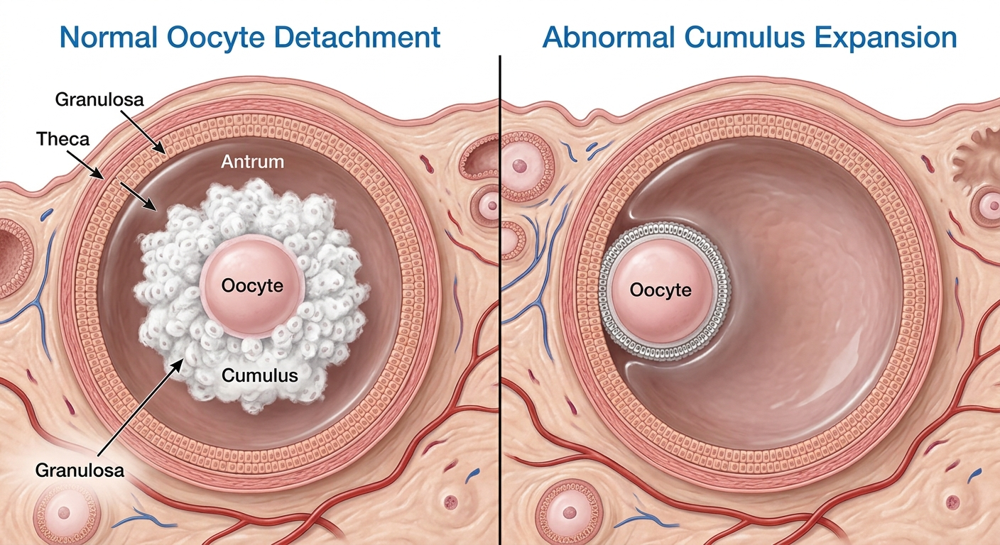 Normal Oocyte Detachment
Abnormal Cumulus Expansion
Granulosa
Theca
Antrum
Oocyte
Cumulus
Granulosa
Oocyte